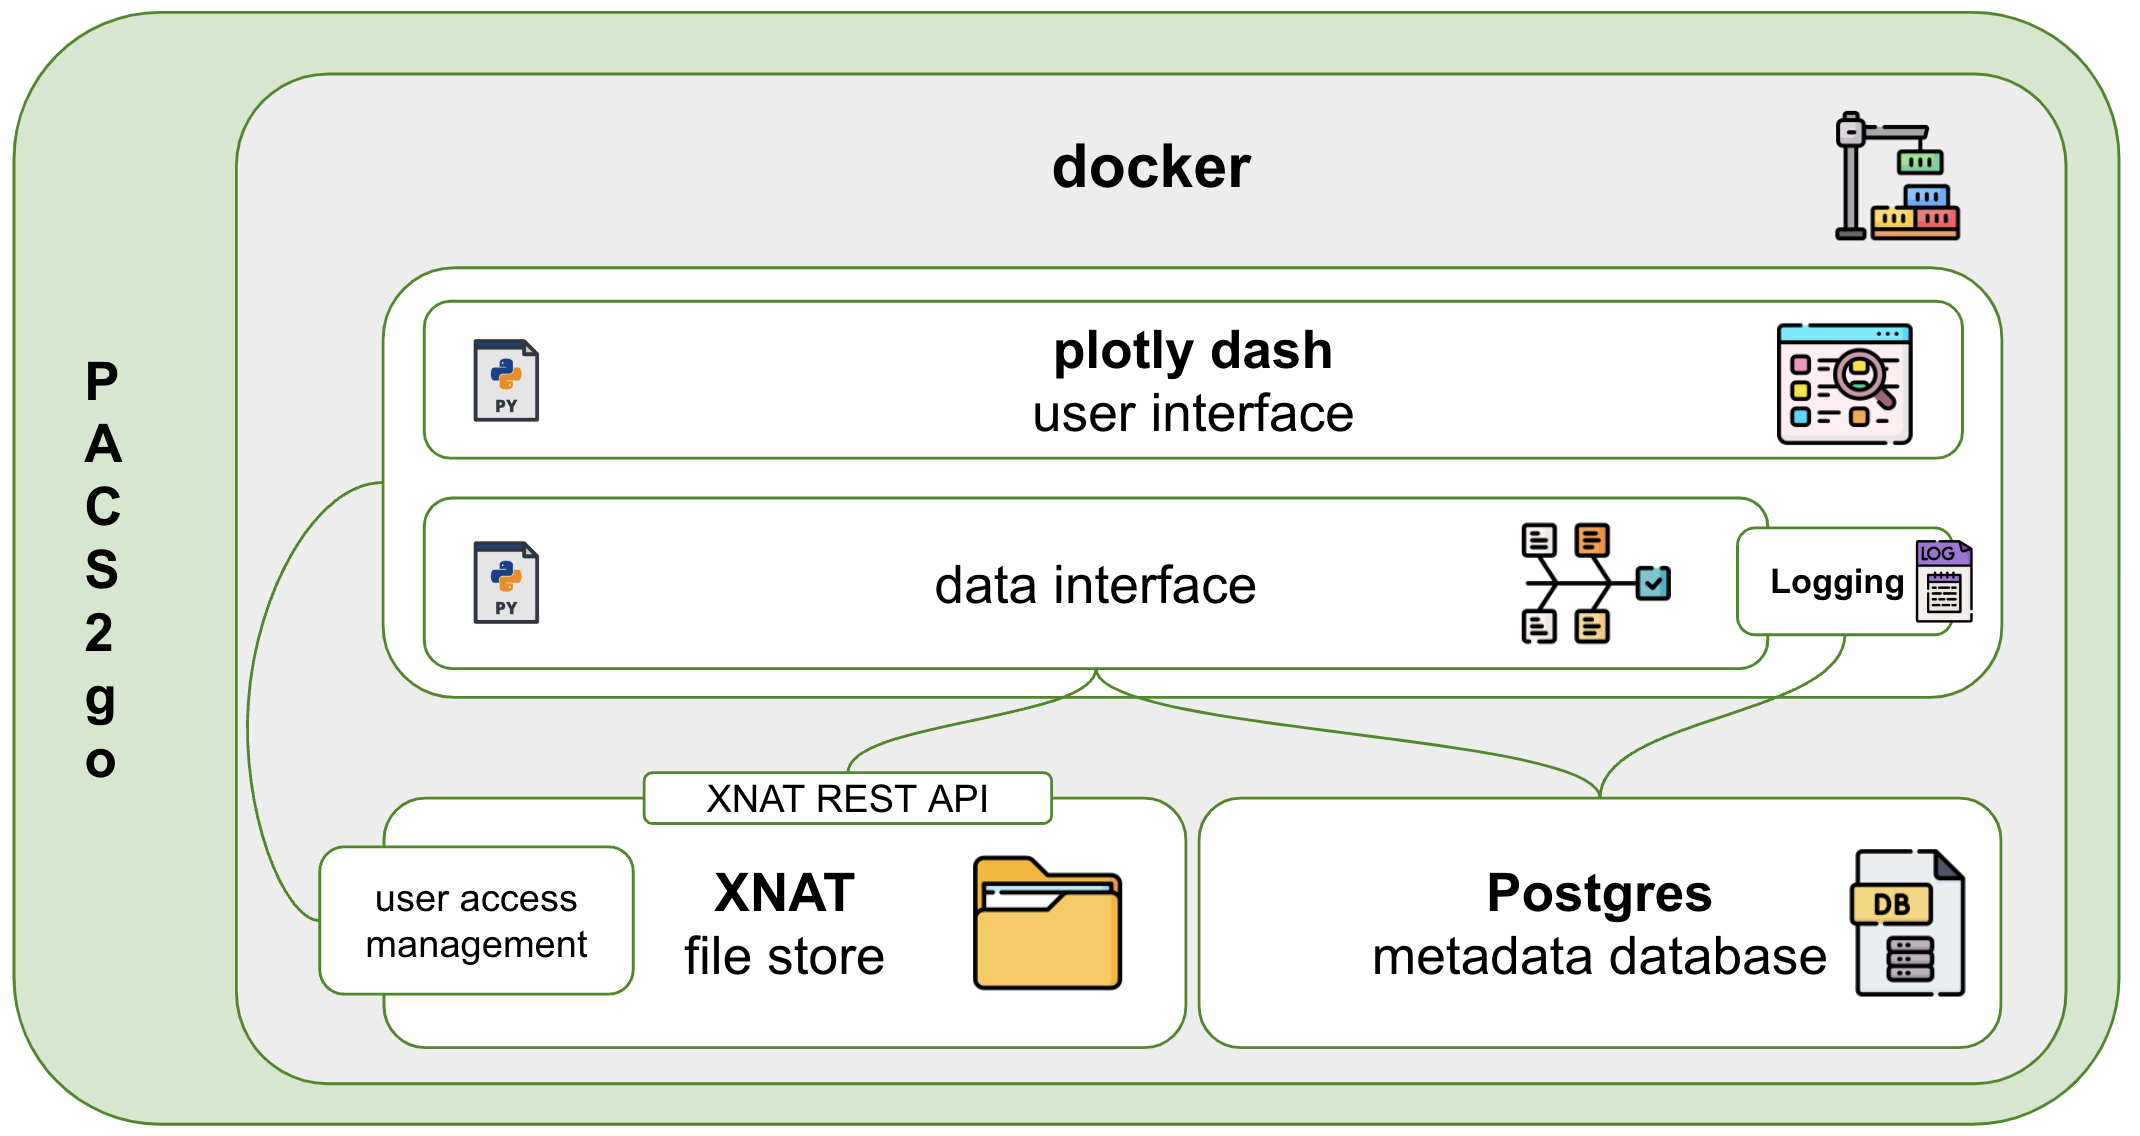 P
A
C
S
2
g
o
docker
PY
plotly dash
user interface
PY
data interface
Logging
LOG
XNAT REST API
user access
management
XNAT
file store
Postgres
metadata database
DB